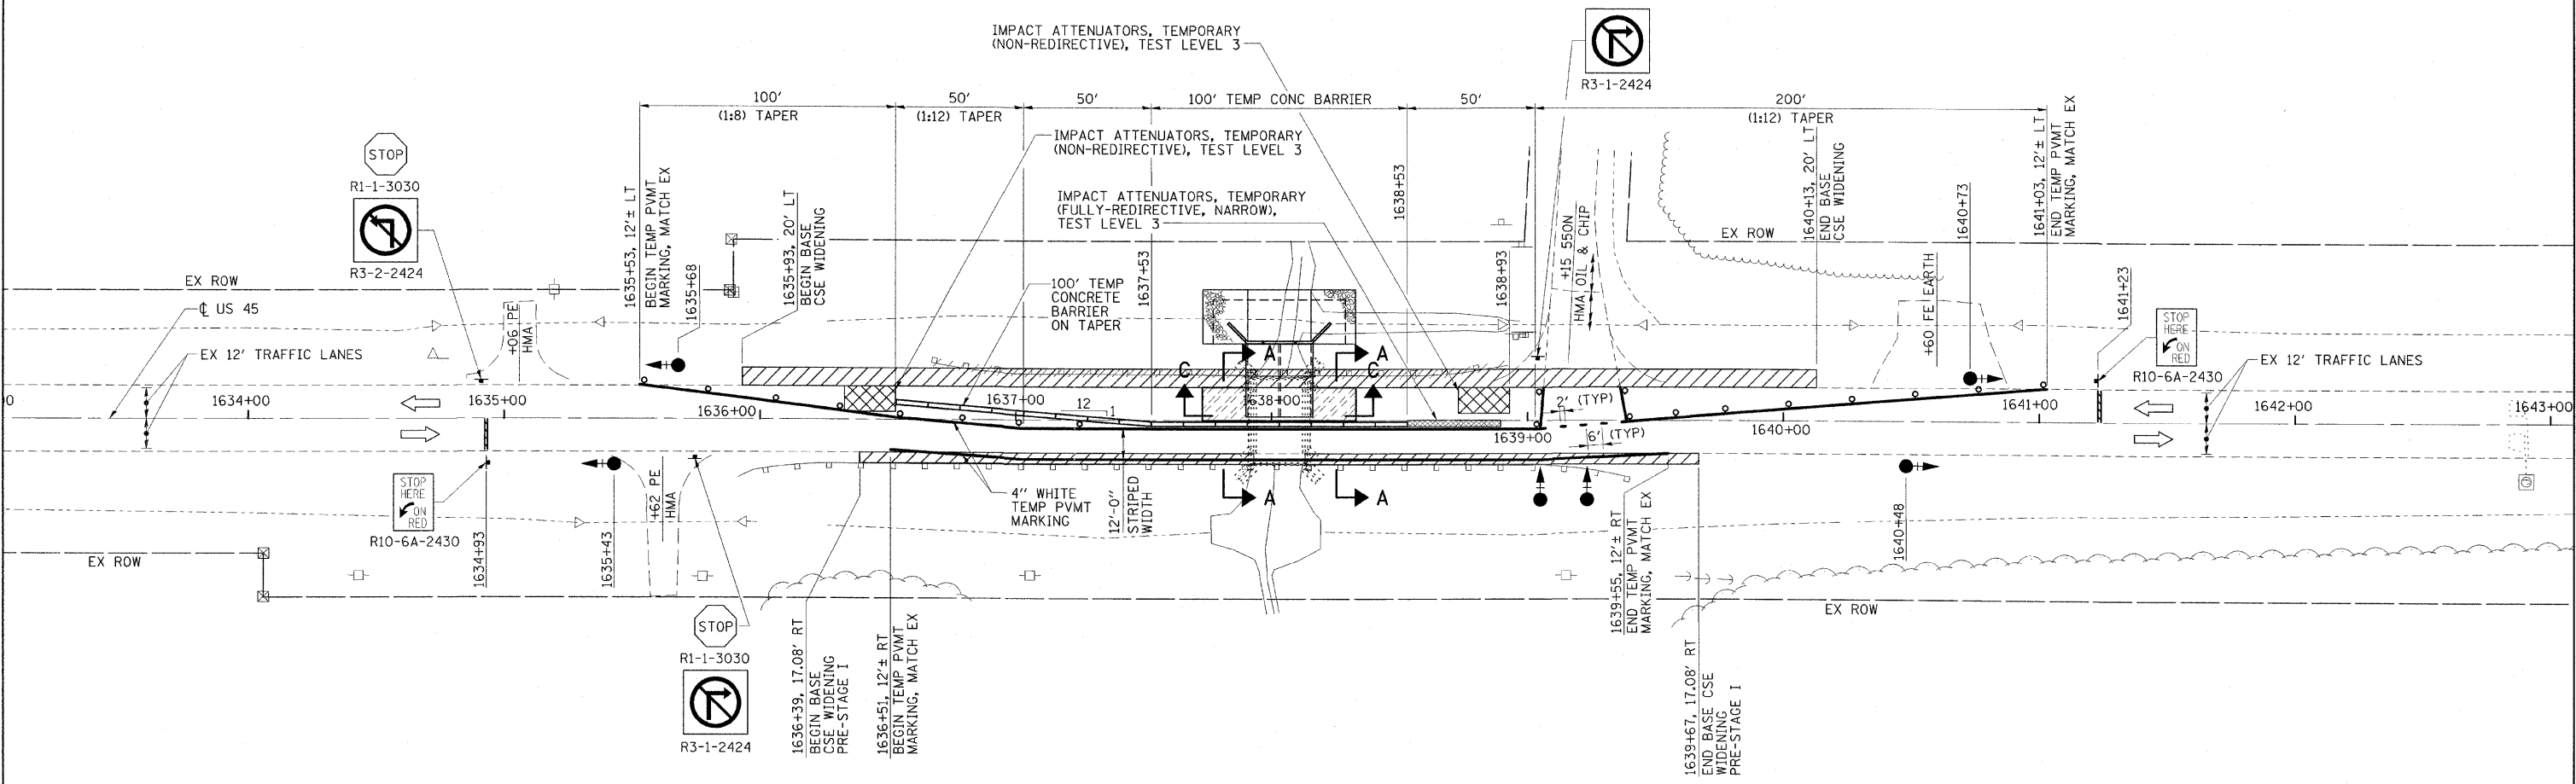 IMPACT ATTENUATORS, TEMPORARY
(NON-REDIRECTIVE), TEST LEVEL 3
R3-1-2424
100'
50'
50'
100' TEMP CONC BARRIER
50'
200'
(1:8) TAPER
(1:12) TAPER
(1:12) TAPER
IMPACT ATTENUATORS, TEMPORARY
(NON-REDIRECTIVE), TEST LEVEL 3
IMPACT ATTENUATORS, TEMPORARY
(FULLY-REDIRECTIVE, NARROW),
TEST LEVEL 3
STOP
R1-1-3030
R3-2-2424
1635+53, 12'± LT
BEGIN TEMP PVMT
MARKING, MATCH EX
1635+68
1635+93, 20' LT
BEGIN BASE
CSE WIDENING
1637+53
1638+53
1638+93
+15 550N
HMA OIL & CHIP
1640+13, 20' LT
END BASE
CSE WIDENING
1640+73
1641+03, 12'± LT
END TEMP PVMT
MARKING, MATCH EX
EX ROW
+60 FE EARTH
1641+23
STOP
HERE
ON
RED
R10-6A-2430
EX 12' TRAFFIC LANES
EX ROW
℄ US 45
EX 12' TRAFFIC LANES
+06 PE
HMA
100' TEMP
CONCRETE
BARRIER
ON TAPER
A
A
C
C
12
1
2' (TYP)
6' (TYP)
00
1634+00
1635+00
1636+00
1637+00
1638+00
1639+00
1640+00
1641+00
1642+00
1643+00
STOP
HERE
ON
RED
R10-6A-2430
1634+93
1635+43
+62 PE
HMA
4" WHITE
TEMP PVMT
MARKING
12'-0"
STRIPED
WIDTH
A
A
1640+48
EX ROW
EX ROW
STOP
R1-1-3030
R3-1-2424
1636+39, 17.08' RT
BEGIN BASE
CSE WIDENING
PRE-STAGE I
1636+51, 12'± RT
BEGIN TEMP PVMT
MARKING, MATCH EX
1639+55, 12'± RT
END TEMP PVMT
MARKING, MATCH EX
1639+67, 17.08' RT
END BASE CSE
WIDENING
PRE-STAGE I